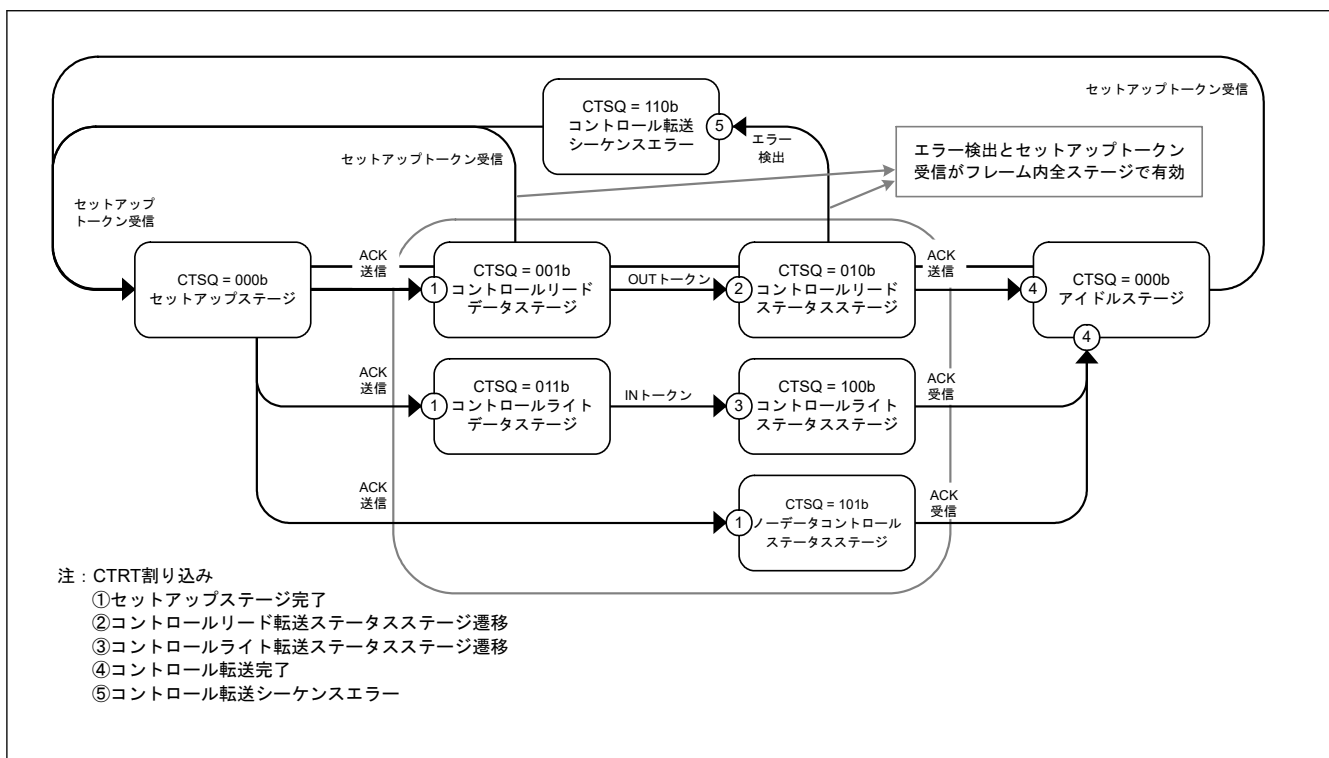 セットアップトークン受信
CTSQ = 110b
コントロール転送
シーケンスエラー
⑤
エラー
検出
セットアップトークン受信
エラー検出とセットアップトークン
受信がフレーム内全ステージで有効
セットアップ
トークン受信
CTSQ = 000b
セットアップステージ
ACK
送信
①
CTSQ = 001b
コントロールリード
データステージ
OUTトークン
②
CTSQ = 010b
コントロールリード
ステータスステージ
ACK
送信
④
CTSQ = 000b
アイドルステージ
④
ACK
送信
①
CTSQ = 011b
コントロールライト
データステージ
INトークン
③
CTSQ = 100b
コントロールライト
ステータスステージ
ACK
受信
ACK
送信
①
CTSQ = 101b
ノーデータコントロール
ステータスステージ
ACK
受信
注：CTRT割り込み
①セットアップステージ完了
②コントロールリード転送ステータスステージ遷移
③コントロールライト転送ステータスステージ遷移
④コントロール転送完了
⑤コントロール転送シーケンスエラー